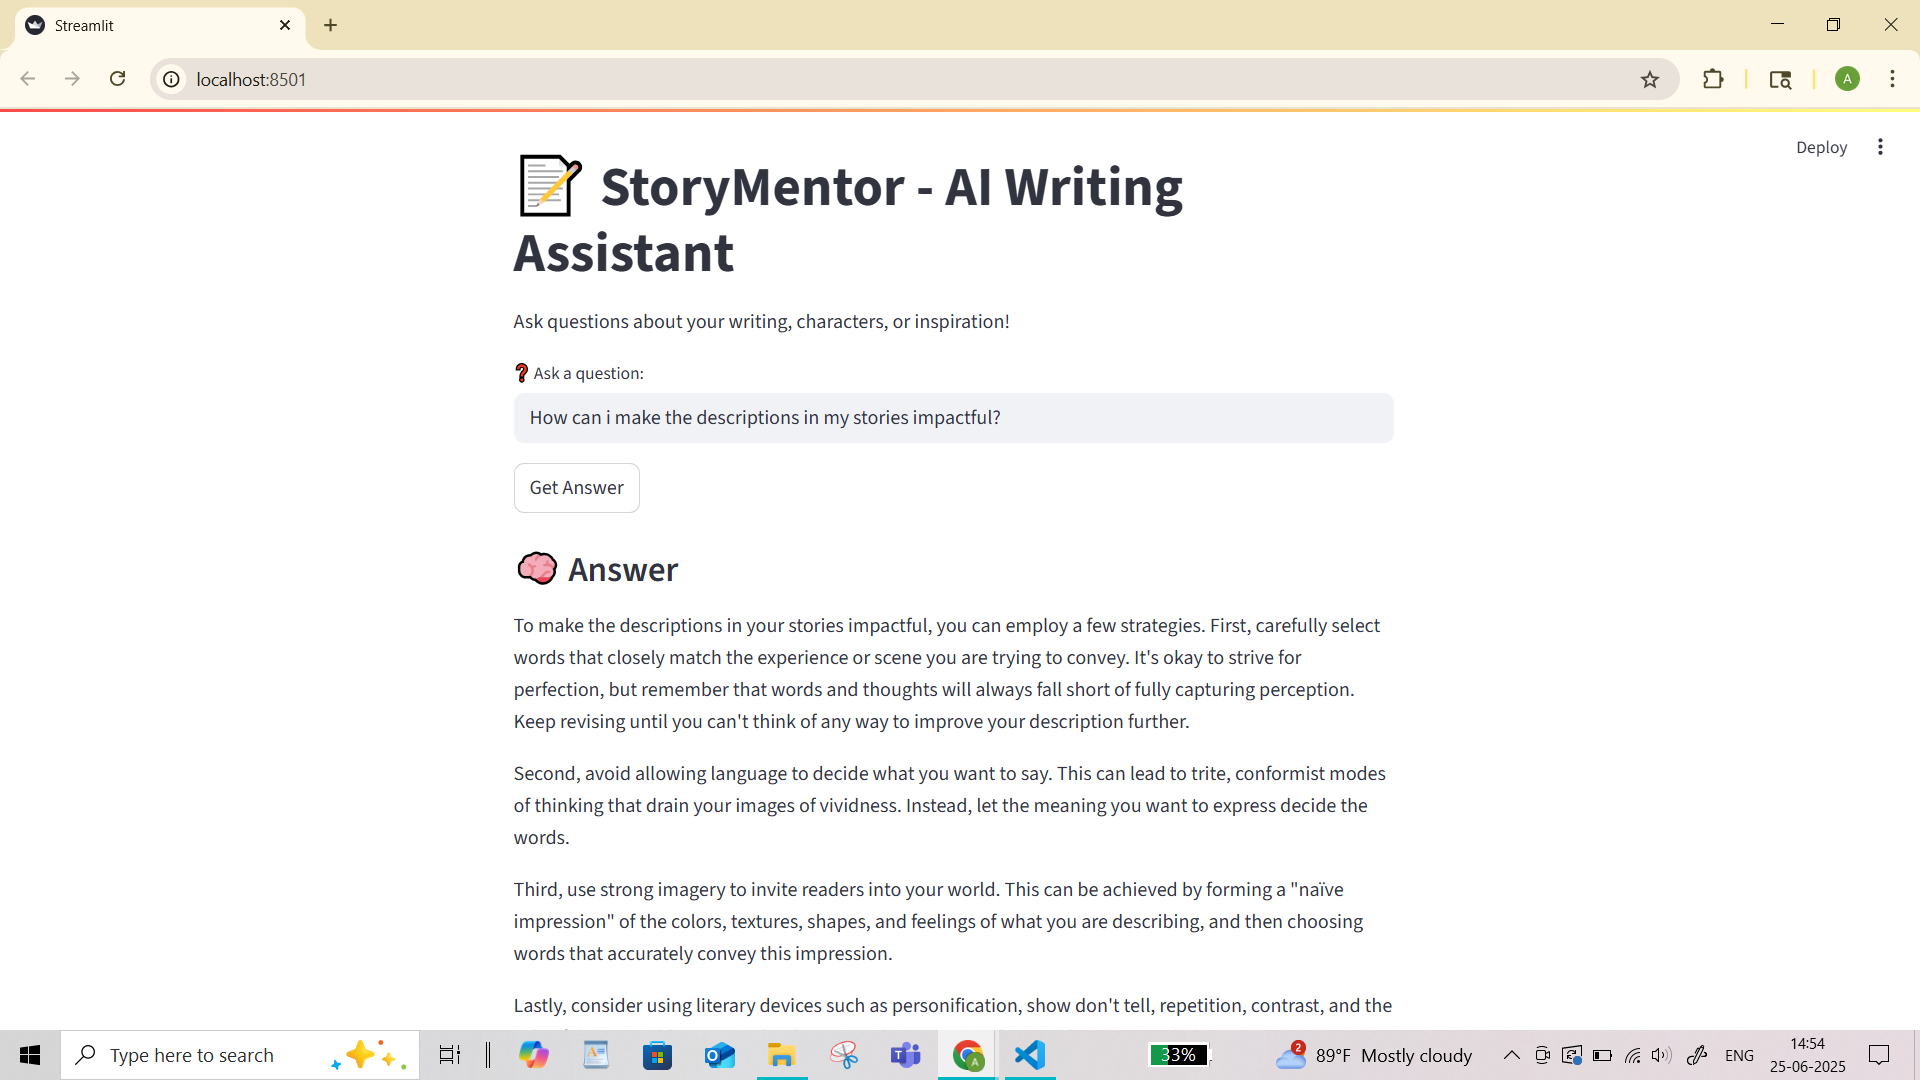 Streamlit
localhost:8501
A
Deploy
StoryMentor - AI Writing
Assistant
Ask questions about your writing, characters, or inspiration!
Ask a question:
How can i make the descriptions in my stories impactful?
Get Answer
Answer
To make the descriptions in your stories impactful, you can employ a few strategies. First, carefully select
words that closely match the experience or scene you are trying to convey. It's okay to strive for
perfection, but remember that words and thoughts will always fall short of fully capturing perception.
Keep revising until you can't think of any way to improve your description further.
Second, avoid allowing language to decide what you want to say. This can lead to trite, conformist modes
of thinking that drain your images of vividness. Instead, let the meaning you want to express decide the
words.
Third, use strong imagery to invite readers into your world. This can be achieved by forming a "naïve
impression" of the colors, textures, shapes, and feelings of what you are describing, and then choosing
words that accurately convey this impression.
Lastly, consider using literary devices such as personification, show don't tell, repetition, contrast, and the
Type here to search
33%
2
89°F Mostly cloudy
ENG
14:54
25-06-2025